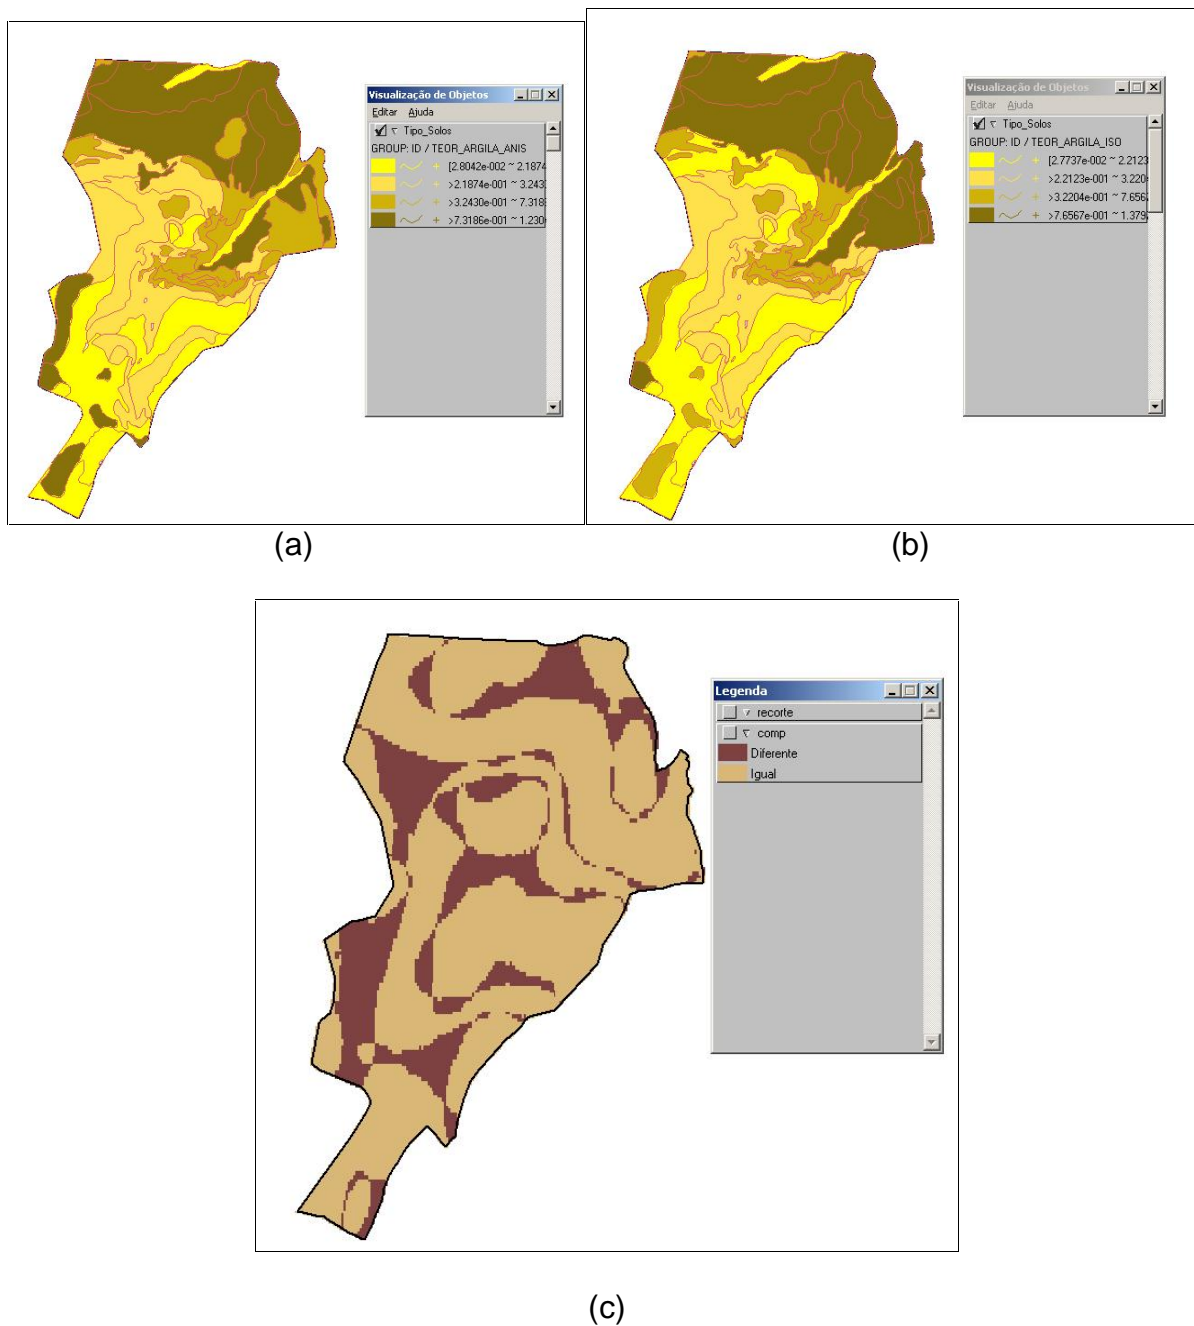 Visualização de Objetos
Editar Ajuda
Tipo_Solos
GROUP: ID / TEOR_ARGILA_ANIS
[2.8042e-002 ~ 2.1874
>2.1874e-001 ~ 3.243
>3.2430e-001 ~ 7.318
>7.3186e-001 ~ 1.230
Visualização de Objetos
Editar Ajuda
Tipo_Solos
GROUP: ID / TEOR_ARGILA_ISO
[2.7737e-002 ~ 2.2123
>2.2123e-001 ~ 3.220
>3.2204e-001 ~ 7.656
>7.6567e-001 ~ 1.379
(a)
(b)
Legenda
recorte
comp
Diferente
Igual
(c)